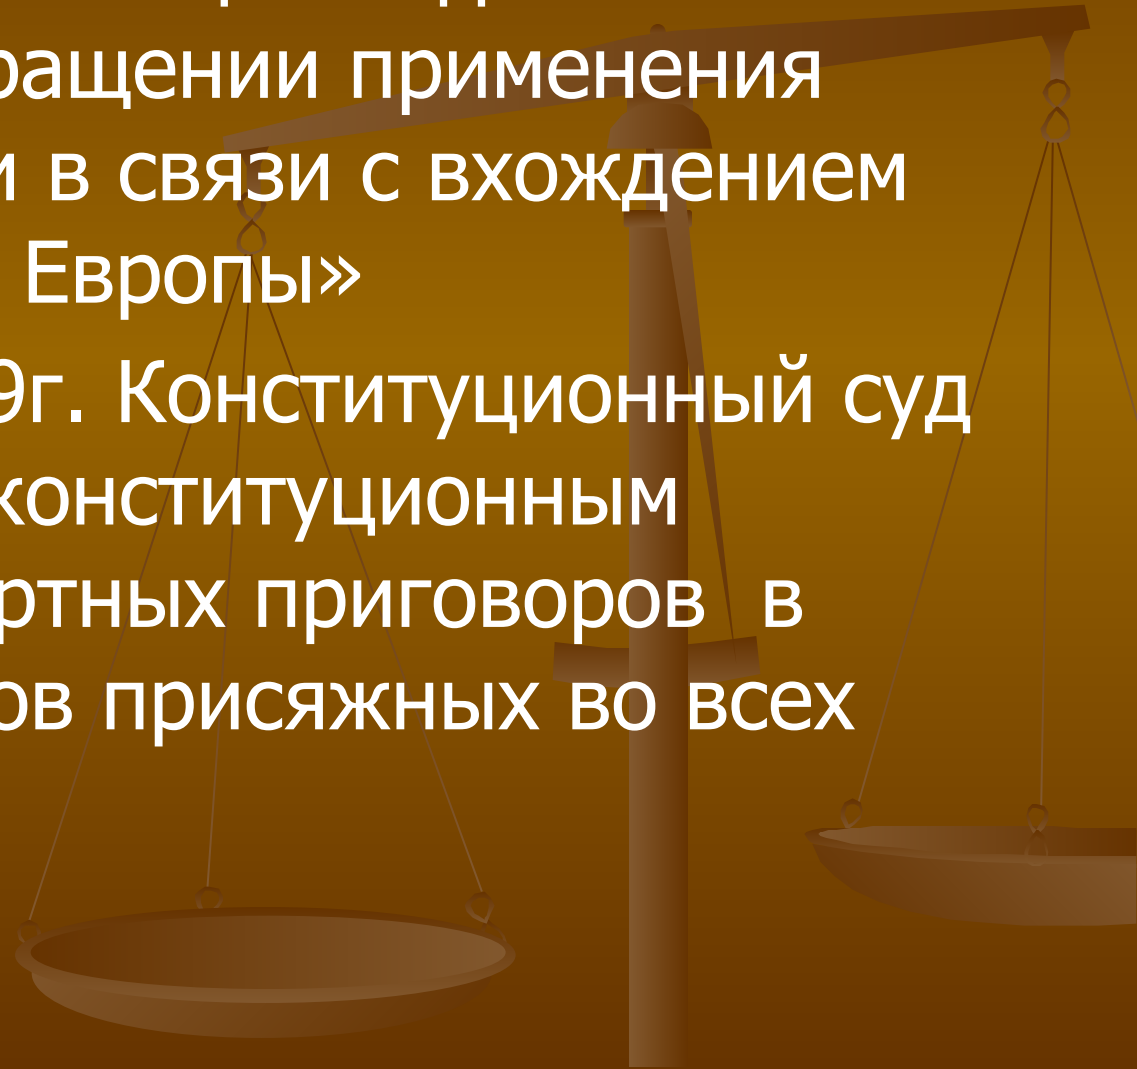 ращении применения
и в связи с вхождением
Европы»
9г. Конституционный суд
конституционным
ртных приговоров в
ов присяжных во всех